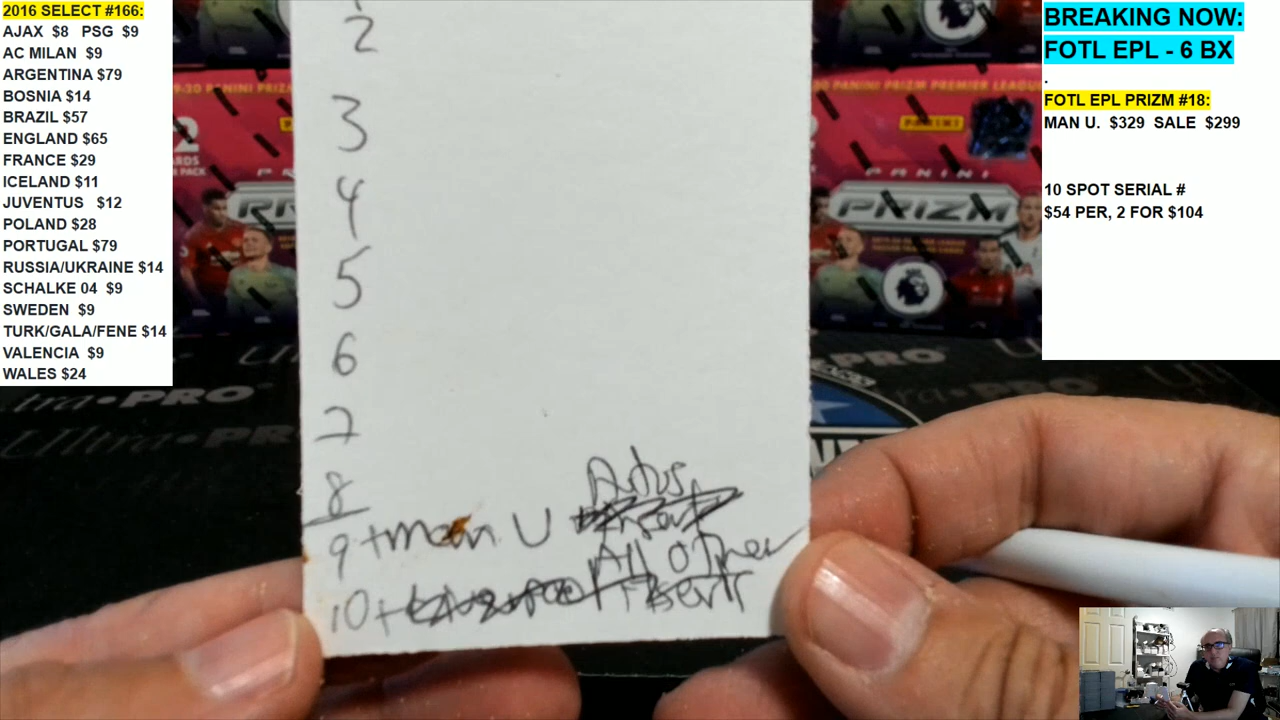 2016 SELECT #166:
AJAX $8 PSG $9
AC MILAN $9
ARGENTINA $79
BOSNIA $14
BRAZIL $57
ENGLAND $65
FRANCE $29
ICELAND $11
JUVENTUS $12
POLAND $28
PORTUGAL $79
RUSSIA/UKRAINE $14
SCHALKE 04 $9
SWEDEN $9
TURK/GALA/FENE $14
VALENCIA $9
WALES $24
2
3
4
5
6
7
8
9 + Man U Autos
All Other
10 + Inserts
BREAKING NOW:
FOTL EPL - 6 BX
.
FOTL EPL PRIZM #18:
MAN U. $329 SALE $299
10 SPOT SERIAL #
$54 PER, 2 FOR $104
PANINI
PRIZM